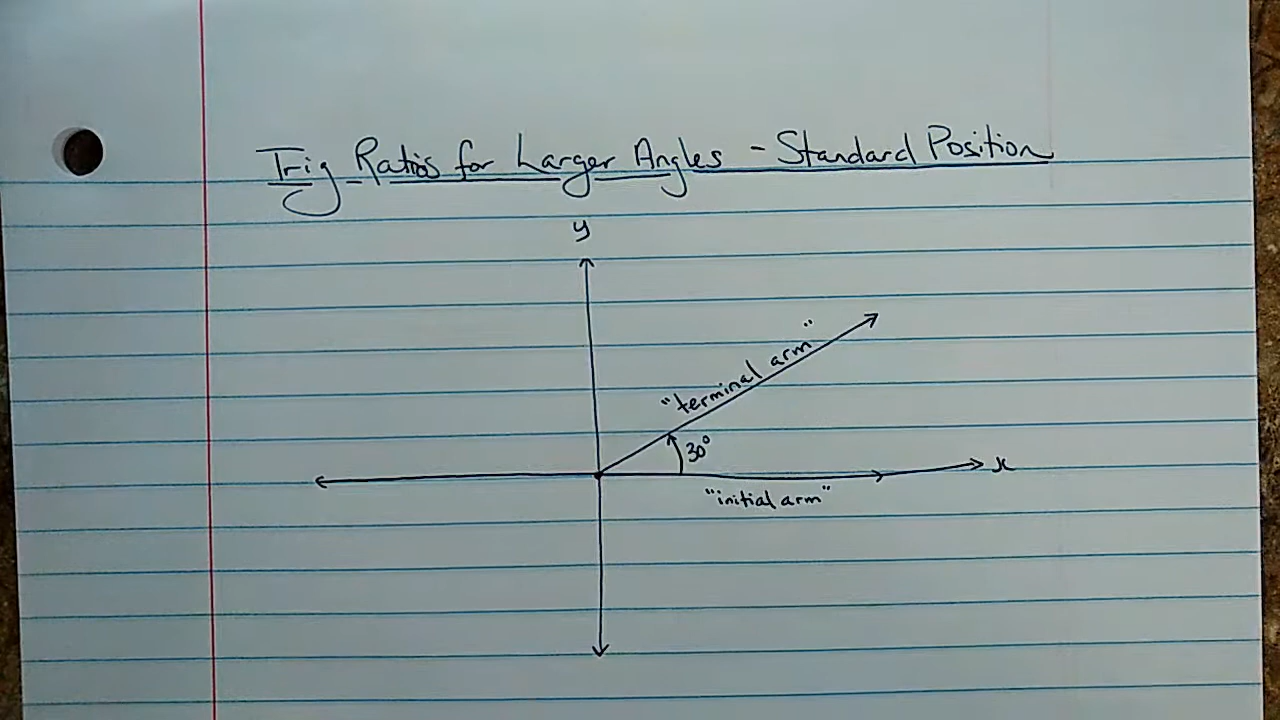 Trig Ratios for Larger Angles - Standard Position
y
"terminal arm"
30°
x
"initial arm"